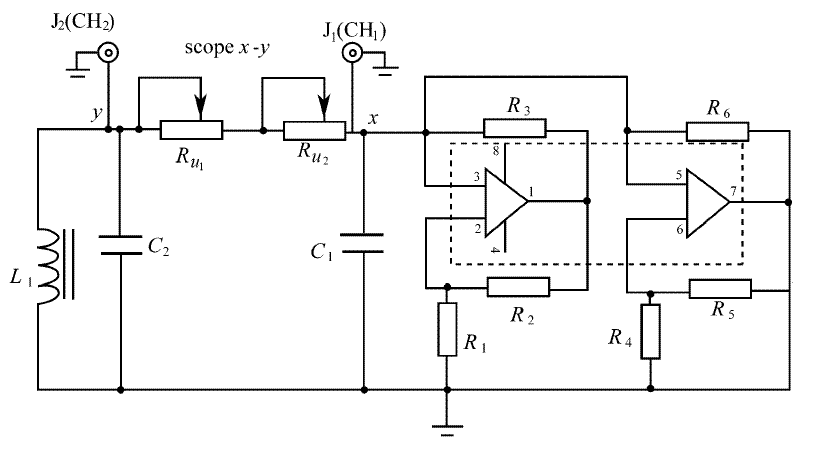 J2(CH2)
J1(CH1)
scope x-y
y
x
Ru1
Ru2
R3
R6
8
3
1
2
4
5
7
6
L1
C2
C1
R2
R5
R1
R4